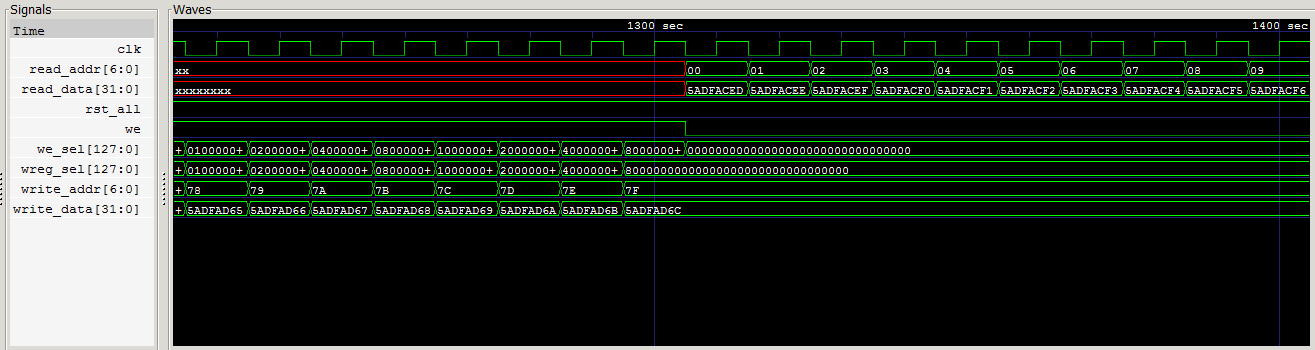 Signals
Waves
Time
1300 sec
1400 sec
clk
read_addr[6:0]
xx 00 01 02 03 04 05 06 07 08 09
read_data[31:0]
xxxxxxxx 5ADFACED 5ADFACEE 5ADFACEF 5ADFACF0 5ADFACF1 5ADFACF2 5ADFACF3 5ADFACF4 5ADFACF5 5ADFACF6
rst_all
we
we_sel[127:0]
+ 0100000+ 0200000+ 0400000+ 0800000+ 1000000+ 2000000+ 4000000+ 8000000+ 00000000000000000000000000000000
wreg_sel[127:0]
+ 0100000+ 0200000+ 0400000+ 0800000+ 1000000+ 2000000+ 4000000+ 80000000000000000000000000000000
write_addr[6:0]
+ 78 79 7A 7B 7C 7D 7E 7F
write_data[31:0]
+ 5ADFAD65 5ADFAD66 5ADFAD67 5ADFAD68 5ADFAD69 5ADFAD6A 5ADFAD6B 5ADFAD6C